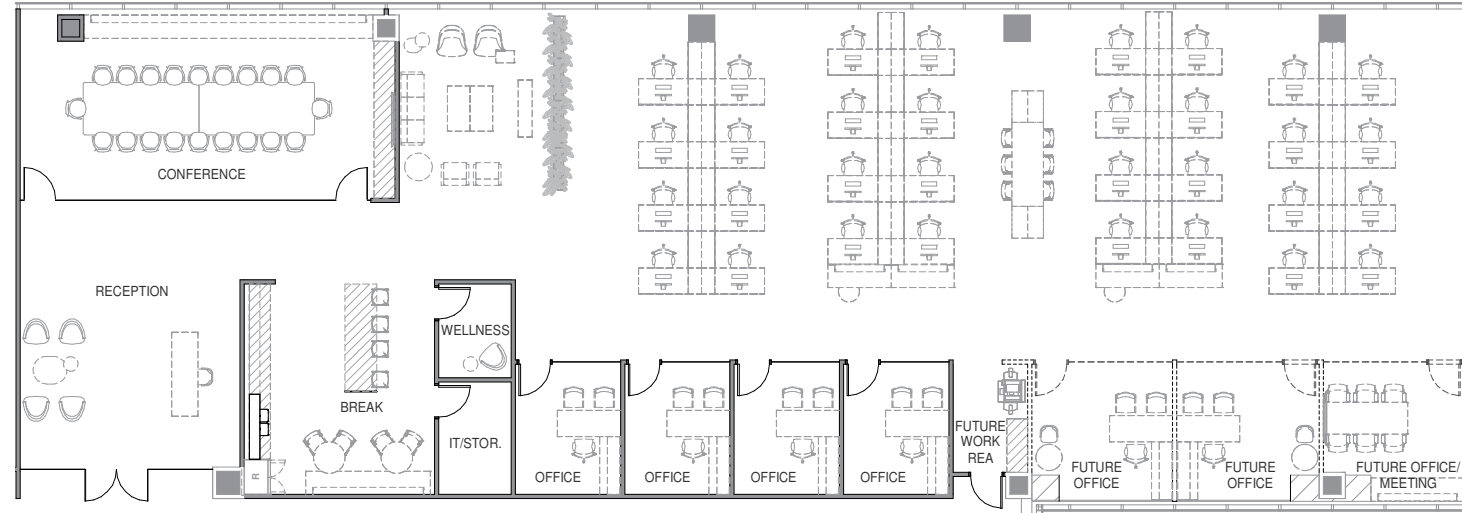 CONFERENCE
RECEPTION
WELLNESS
BREAK
IT/STOR.
R
OFFICE
OFFICE
OFFICE
OFFICE
FUTURE
WORK
REA
FUTURE
OFFICE
FUTURE
OFFICE
FUTURE OFFICE/
MEETING